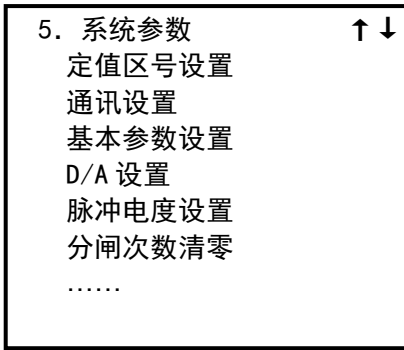 5. 系统参数 ↑↓
定值区号设置
通讯设置
基本参数设置
D/A 设置
脉冲电度设置
分闸次数清零
......